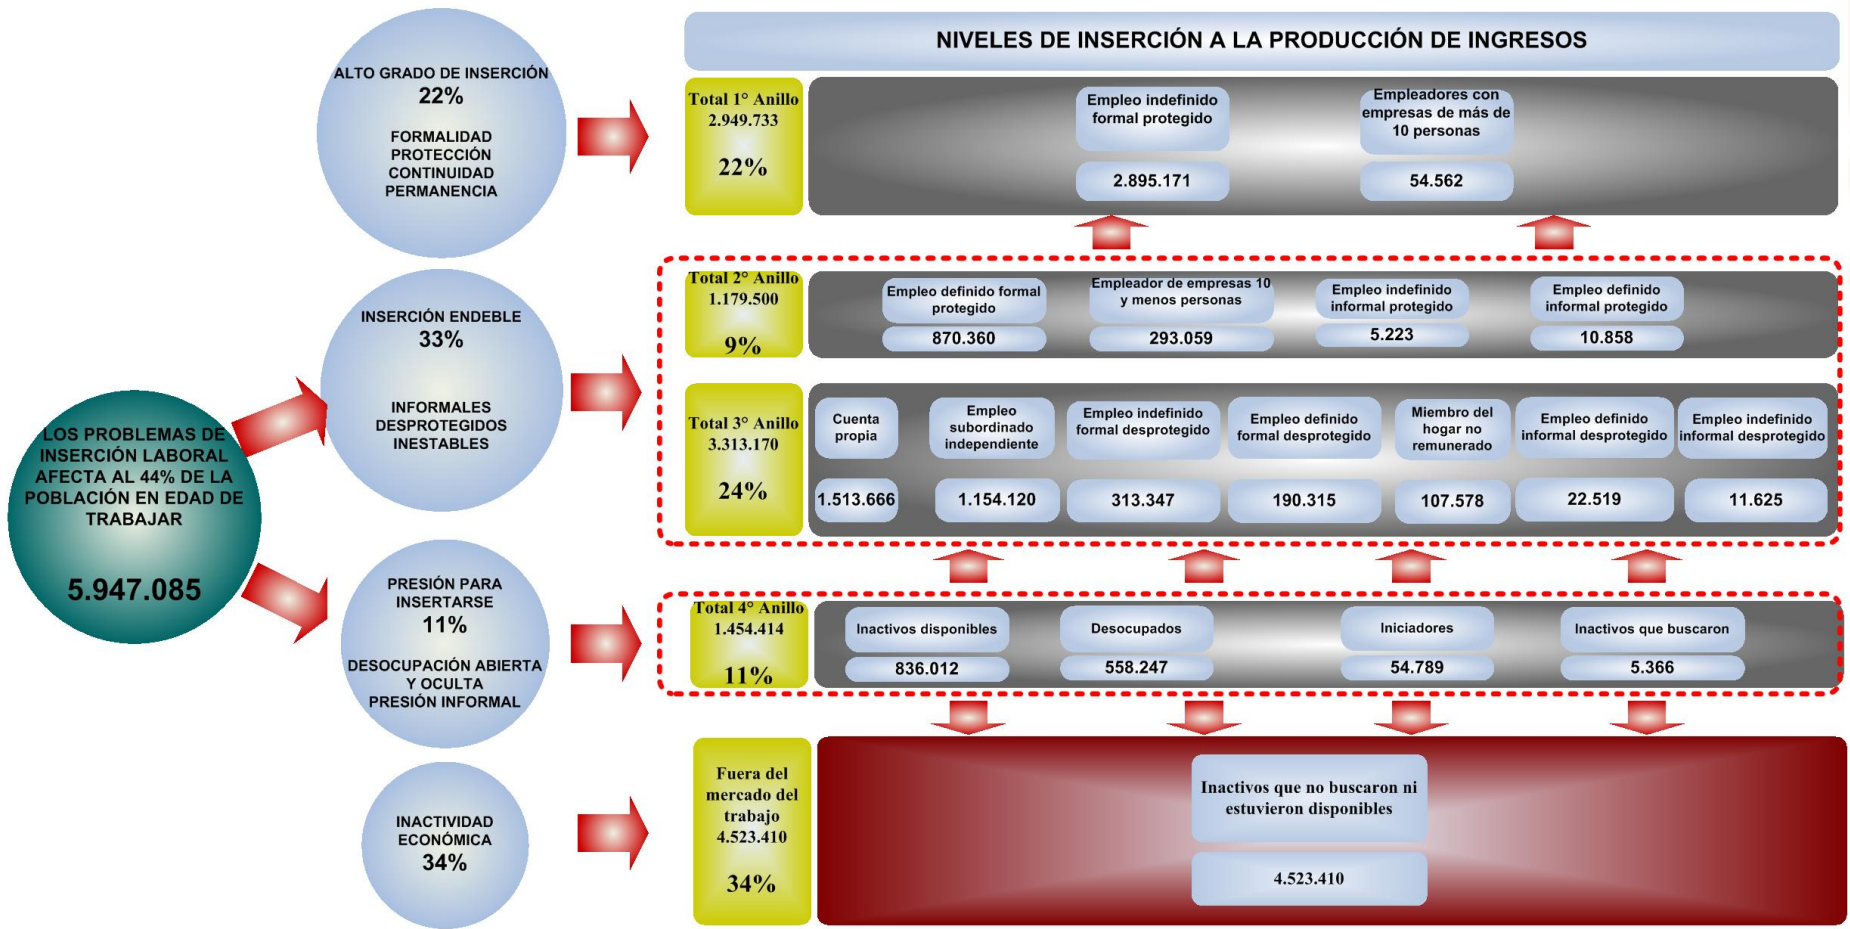 NIVELES DE INSERCIÓN A LA PRODUCCIÓN DE INGRESOS
ALTO GRADO DE INSERCIÓN
22%
FORMALIDAD
PROTECCIÓN
CONTINUIDAD
PERMANENCIA
Total 1° Anillo
2.949.733
22%
Empleo indefinido
formal protegido
2.895.171
Empleadores con
empresas de más de
10 personas
54.562
INSERCIÓN ENDEBLE
33%
INFORMALES
DESPROTEGIDOS
INESTABLES
Total 2° Anillo
1.179.500
9%
Empleo definido formal
protegido
870.360
Empleador de empresas 10
y menos personas
293.059
Empleo indefinido
informal protegido
5.223
Empleo definido
informal protegido
10.858
Total 3° Anillo
3.313.170
24%
Cuenta
propia
1.513.666
Empleo
subordinado
independiente
1.154.120
Empleo indefinido
formal desprotegido
313.347
Empleo definido
formal desprotegido
190.315
Miembro del
hogar no
remunerado
107.578
Empleo definido
informal desprotegido
22.519
Empleo indefinido
informal desprotegido
11.625
LOS PROBLEMAS DE
INSERCIÓN LABORAL
AFECTA AL 44% DE LA
POBLACIÓN EN EDAD DE
TRABAJAR
5.947.085
PRESIÓN PARA
INSERTARSE
11%
DESOCUPACIÓN ABIERTA
Y OCULTA
PRESIÓN INFORMAL
Total 4° Anillo
1.454.414
11%
Inactivos disponibles
836.012
Desocupados
558.247
Iniciadores
54.789
Inactivos que buscaron
5.366
INACTIVIDAD
ECONÓMICA
34%
Fuera del
mercado del
trabajo
4.523.410
34%
Inactivos que no buscaron ni
estuvieron disponibles
4.523.410